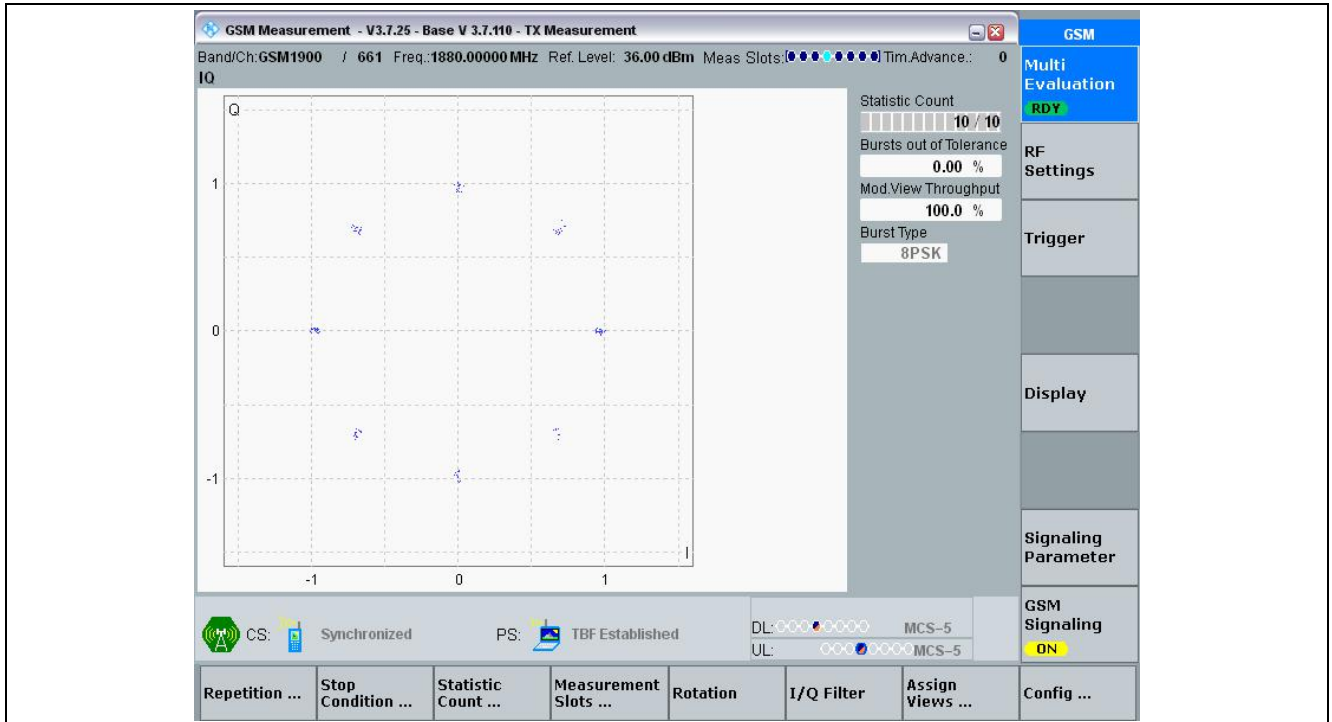 GSM Measurement - V3.7.25 - Base V 3.7.110 - TX Measurement
GSM
Band/Ch:GSM1900 / 661 Freq.:1880.00000 MHz Ref. Level: 36.00 dBm Meas Slots: Tim.Advance.: 0
IQ
Multi
Evaluation
RDY
Q
Statistic Count
10 / 10
Bursts out of Tolerance
0.00 %
Mod.View Throughput
100.0 %
Burst Type
8PSK
RF
Settings
Trigger
Display
Signaling
Parameter
GSM
Signaling
ON
1
0
-1
I
-1 0 1
CS: Synchronized PS: TBF Establishe
DL: MCS-5
UL: MCS-5
Repetition ...
Stop
Condition ...
Statistic
Count ...
Measurement
Slots ...
Rotation
I/Q Filter
Assign
Views ...
Config ...